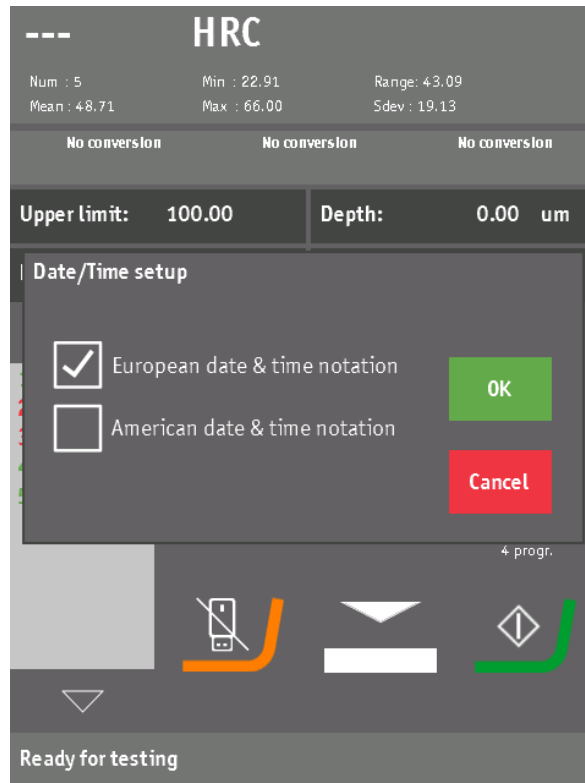 --- HRC
Num : 5 Min : 22.91 Range: 43.09
Mean : 48.71 Max : 66.00 Sdev : 19.13
No conversion No conversion No conversion
Upper limit: 100.00 Depth: 0.00 um
Date/Time setup
European date & time notation
OK
American date & time notation
Cancel
4 progr.
Ready for testing